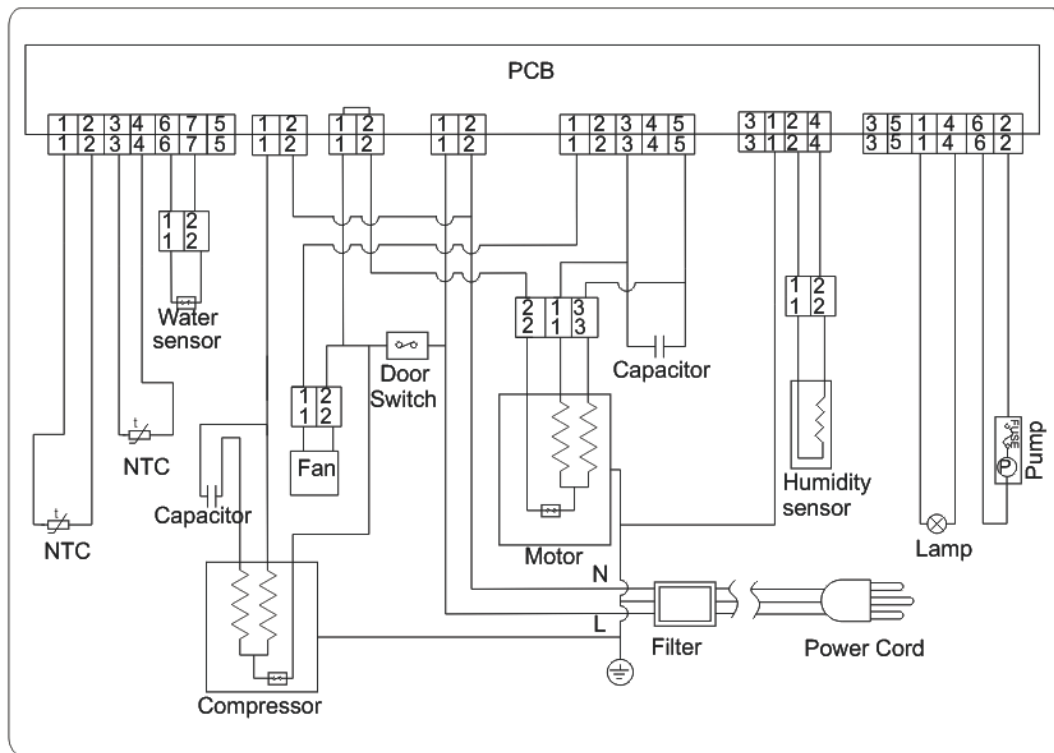 PCB
1 2 3 4 6 7 5 1 2 1 2 1 2 1 2 3 4 5 3 1 2 4 3 5 1 4 6 2
1 2 3 4 6 7 5 1 2 1 2 1 2 1 2 3 4 5 3 1 2 4 3 5 1 4 6 2
1 2
1 2
Water
sensor
1 2
1 2
2 1 3
2 1 3
Door
Switch
Capacitor
1 2
1 2
Fan
t
NTC
t
NTC
Capacitor
Humidity
sensor
FUSE
P
Pump
Lamp
Motor
N
L
Filter
Power Cord
Compressor